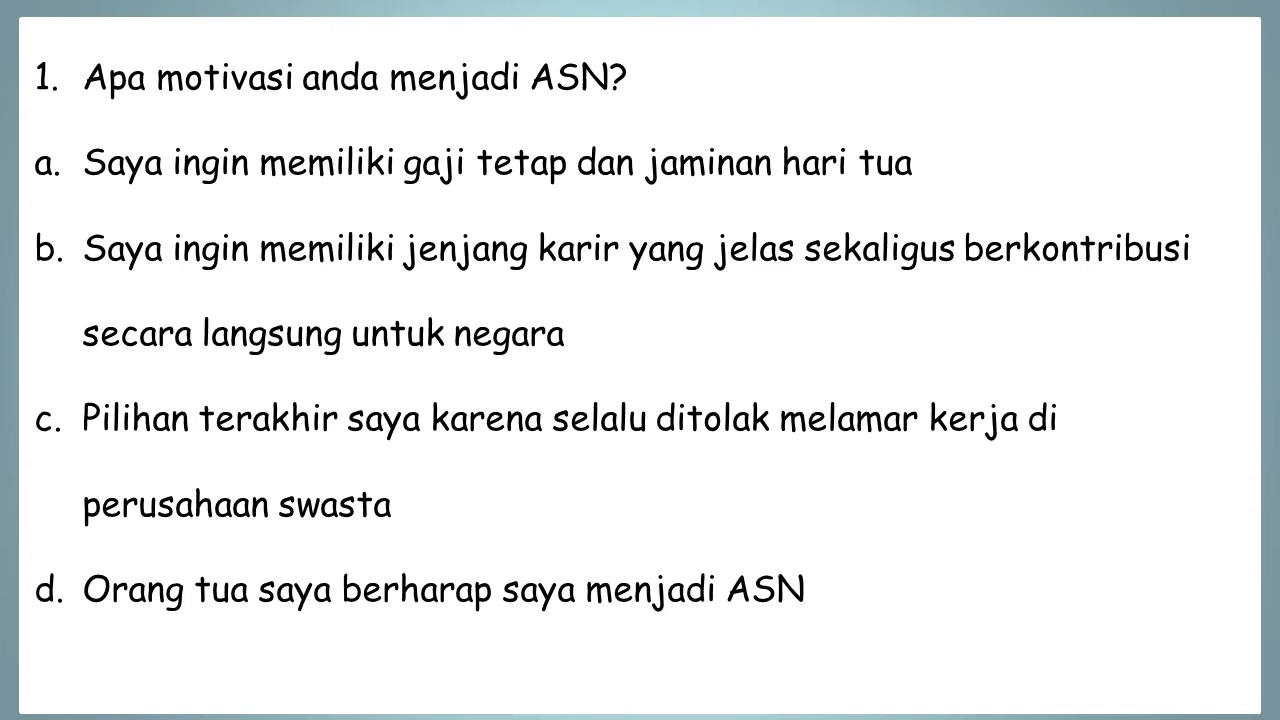 1. Apa motivasi anda menjadi ASN?
a. Saya ingin memiliki gaji tetap dan jaminan hari tua
b. Saya ingin memiliki jenjang karir yang jelas sekaligus berkontribusi
secara langsung untuk negara
c. Pilihan terakhir saya karena selalu ditolak melamar kerja di
perusahaan swasta
d. Orang tua saya berharap saya menjadi ASN